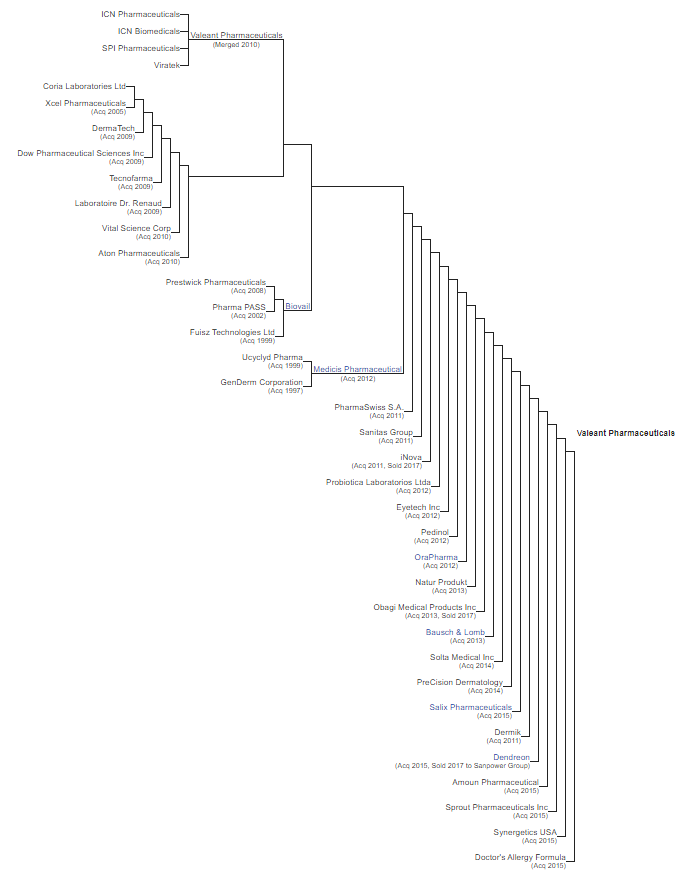 ICN Pharmaceuticals
ICN Biomedicals
Valeant Pharmaceuticals
(Merged 2010)
SPI Pharmaceuticals
Viratek
Coria Laboratories Ltd
Xcel Pharmaceuticals
(Acq 2005)
DermaTech
(Acq 2009)
Dow Pharmaceutical Sciences Inc
(Acq 2009)
Tecnofarma
(Acq 2009)
Laboratoire Dr. Renaud
(Acq 2009)
Vital Science Corp
(Acq 2010)
Aton Pharmaceuticals
(Acq 2010)
Prestwick Pharmaceuticals
(Acq 2008)
Pharma PASS
(Acq 2002)
Biovail
Fuisz Technologies Ltd
(Acq 1999)
Ucyclyd Pharma
(Acq 1999)
Medicis Pharmaceutical
(Acq 2012)
GenDerm Corporation
(Acq 1997)
PharmaSwiss S.A.
(Acq 2011)
Sanitas Group
(Acq 2011)
Valeant Pharmaceuticals
iNova
(Acq 2011, Sold 2017)
Probiotica Laboratorios Ltda
(Acq 2012)
Eyetech Inc
(Acq 2012)
Pedinol
(Acq 2012)
OraPharma
(Acq 2012)
Natur Produkt
(Acq 2013)
Obagi Medical Products Inc
(Acq 2013, Sold 2017)
Bausch & Lomb
(Acq 2013)
Solta Medical Inc
(Acq 2014)
PreCision Dermatology
(Acq 2014)
Salix Pharmaceuticals
(Acq 2015)
Dermik
(Acq 2011)
Dendreon
(Acq 2015, Sold 2017 to Sanpower Group)
Amoun Pharmaceutical
(Acq 2015)
Sprout Pharmaceuticals Inc
(Acq 2015)
Synergetics USA
(Acq 2015)
Doctor's Allergy Formula
(Acq 2015)